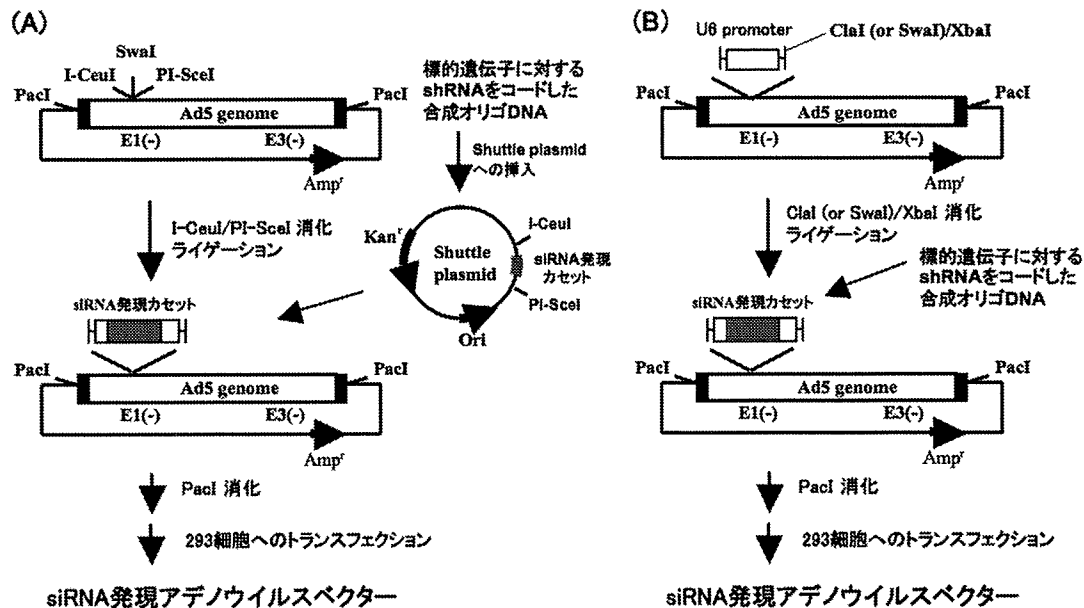 (A)
SwaI
I-CeuI
PI-SceI
PacI
PacI
Ad5 genome
E1(-)
E3(-)
Ampʳ
標的遺伝子に対する
shRNAをコードした
合成オリゴDNA
Shuttle plasmid
への挿入
I-CeuI/PI-SceI 消化
ライゲーション
Kanʳ
Shuttle
plasmid
I-CeuI
siRNA発現
カセット
PI-SceI
Ori
siRNA発現カセット
PacI
PacI
Ad5 genome
E1(-)
E3(-)
Ampʳ
PacI 消化
293細胞へのトランスフェクション
siRNA発現アデノウイルスベクター
(B)
U6 promoter
ClaI (or SwaI)/XbaI
PacI
PacI
Ad5 genome
E1(-)
E3(-)
Ampʳ
ClaI (or SwaI)/XbaI 消化
ライゲーション
標的遺伝子に対する
shRNAをコードした
合成オリゴDNA
siRNA発現カセット
PacI
PacI
Ad5 genome
E1(-)
E3(-)
Ampʳ
PacI 消化
293細胞へのトランスフェクション
siRNA発現アデノウイルスベクター